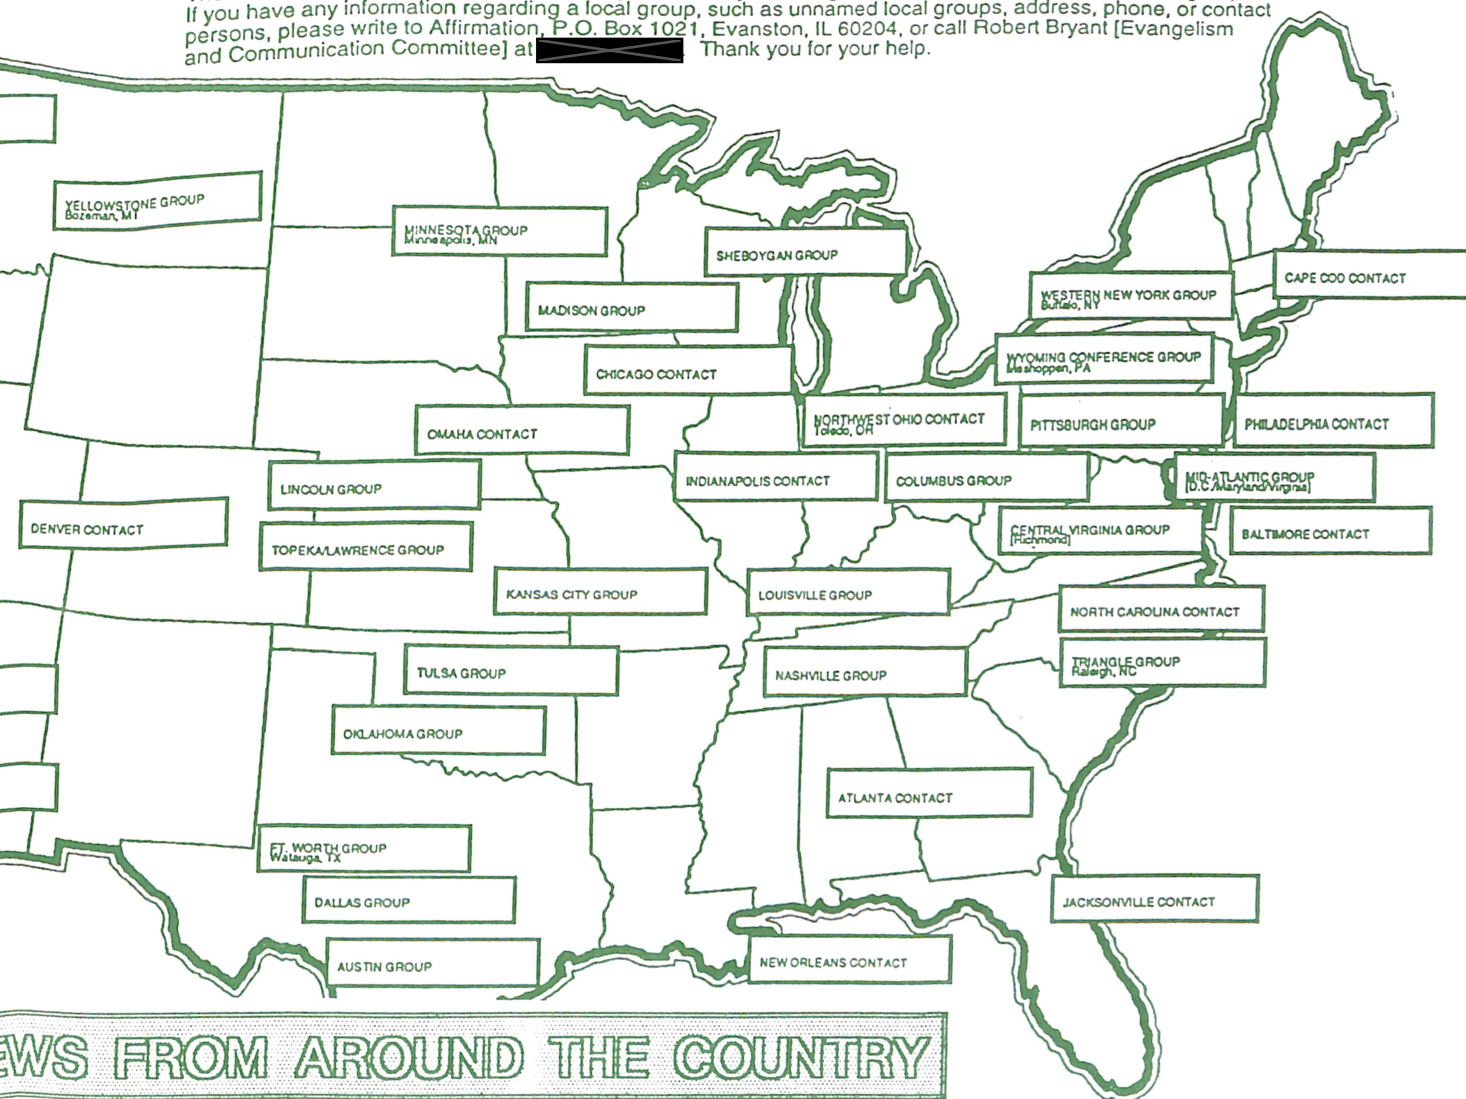 If you have any information regarding a local group, such as unnamed local groups, address, phone, or contact
persons, please write to Affirmation, P.O. Box 1021, Evanston, IL 60204, or call Robert Bryant [Evangelism
and Communication Committee] at Thank you for your help.
YELLOWSTONE GROUP
Bozeman, MT
MINNESOTA GROUP
Minneapolis, MN
SHEBOYGAN GROUP
CAPE COD CONTACT
WESTERN NEW YORK GROUP
Buffalo, NY
MADISON GROUP
WYOMING CONFERENCE GROUP
Meshoppen, PA
CHICAGO CONTACT
OMAHA CONTACT
NORTHWEST OHIO CONTACT
Toledo, OH
PITTSBURGH GROUP
PHILADELPHIA CONTACT
LINCOLN GROUP
INDIANAPOLIS CONTACT
COLUMBUS GROUP
MID-ATLANTIC GROUP
[D.C./Maryland/Virginia]
DENVER CONTACT
TOPEKA/LAWRENCE GROUP
CENTRAL VIRGINIA GROUP
[Richmond]
BALTIMORE CONTACT
KANSAS CITY GROUP
LOUISVILLE GROUP
NORTH CAROLINA CONTACT
TULSA GROUP
NASHVILLE GROUP
TRIANGLE GROUP
Raleigh, NC
OKLAHOMA GROUP
ATLANTA CONTACT
FT. WORTH GROUP
Watauga, TX
DALLAS GROUP
JACKSONVILLE CONTACT
AUSTIN GROUP
NEW ORLEANS CONTACT
EWS FROM AROUND THE COUNTRY